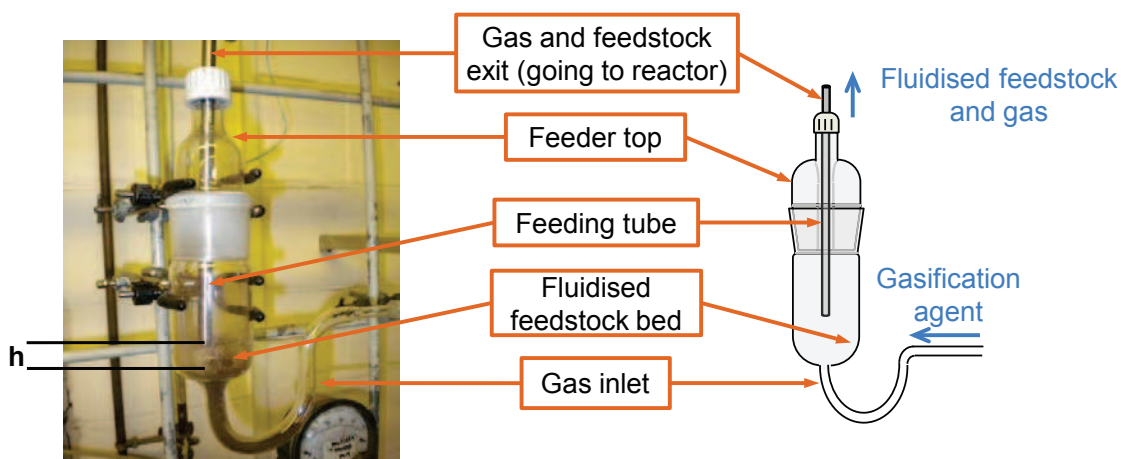 Gas and feedstock
exit (going to reactor)
Fluidised feedstock
and gas
Feeder top
Feeding tube
Gasification
agent
Fluidised
feedstock bed
h
Gas inlet